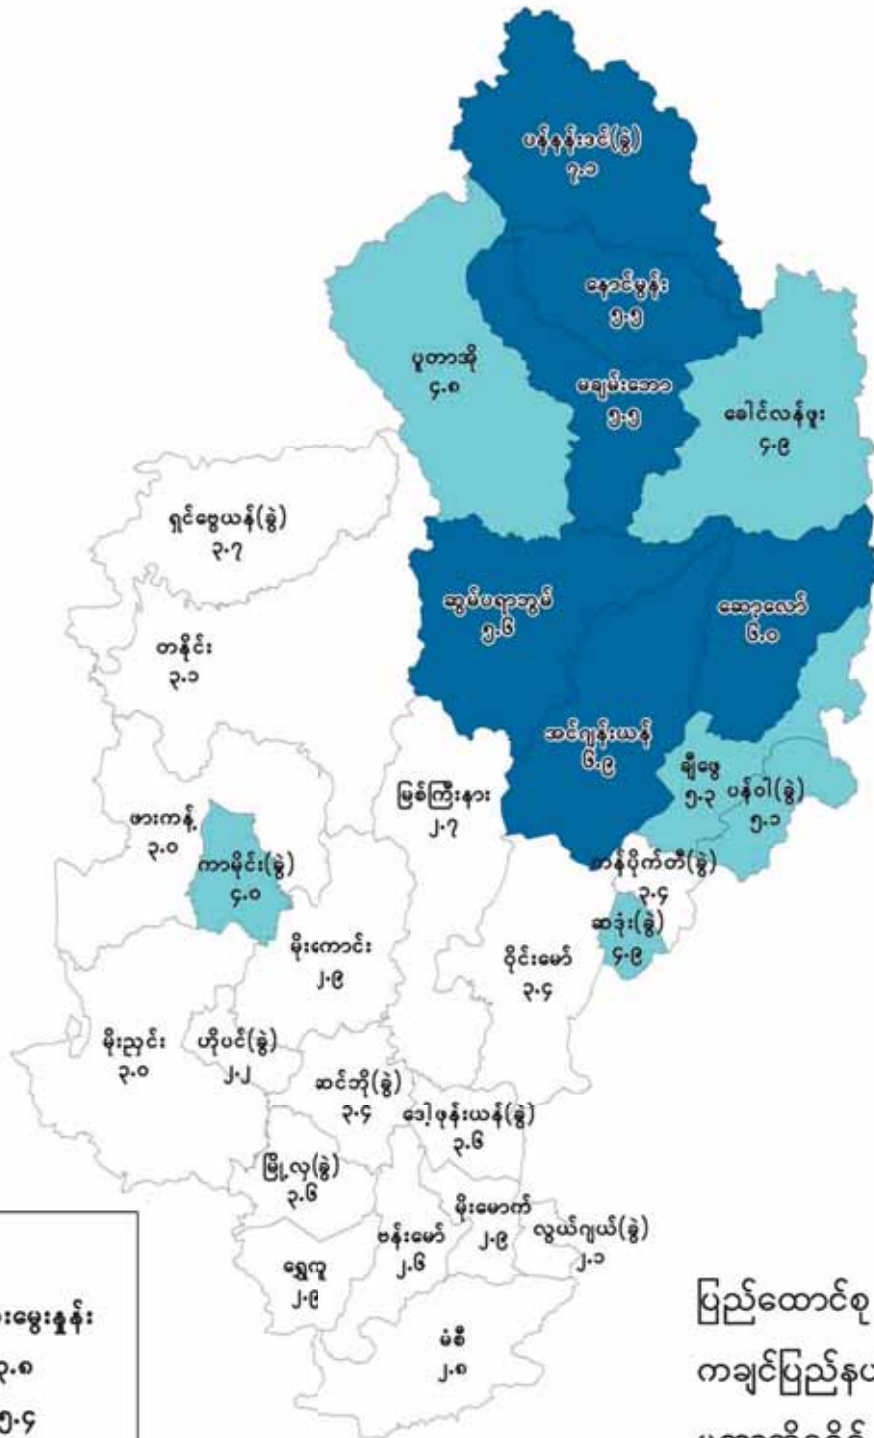 ပန်နန်းဒင်(ခွဲ)
၇.၁
နောင်မွန်း
၅.၅
ပူတာအို
၄.၈
မချမ်းဘော
၅.၅
ခေါင်လန်ဖူး
၄.၉
ရှင်ဗွေယန်(ခွဲ)
၃.၇
ဆွမ်ပရာဘွမ်
၅.၆
ဆော့လော်
၆.၀
တနိုင်း
၃.၁
အင်ဂျန်းယန်
၆.၉
ချီဖွေ
၅.၃
ပန်ဝါ(ခွဲ)
၅.၁
မြစ်ကြီးနား
၂.၇
ဖားကန့်
၃.၀
ကာမိုင်း(ခွဲ)
၄.၀
ကန်ပိုက်တီ(ခွဲ)
၃.၄
ဆဒုံး(ခွဲ)
၄.၉
မိုးကောင်း
၂.၉
ဝိုင်းမော်
၃.၄
မိုးညှင်း
၃.၀
ဟိုပင်(ခွဲ)
၂.၂
ဆင်ဘို(ခွဲ)
၃.၄
ဒေါ့ဖုန်းယန်(ခွဲ)
၃.၆
မြို့လှ(ခွဲ)
၃.၆
မိုးမောက်
၂.၉
ဗန်းမော်
၂.၆
လွယ်ဂျယ်(ခွဲ)
၂.၁
ရွှေကူ
၂.၉
မံစီ
၂.၈
းမွေးနှုန်း
၃.၈
၅.၄
ပြည်ထောင်စု
ကချင်ပြည်နယ